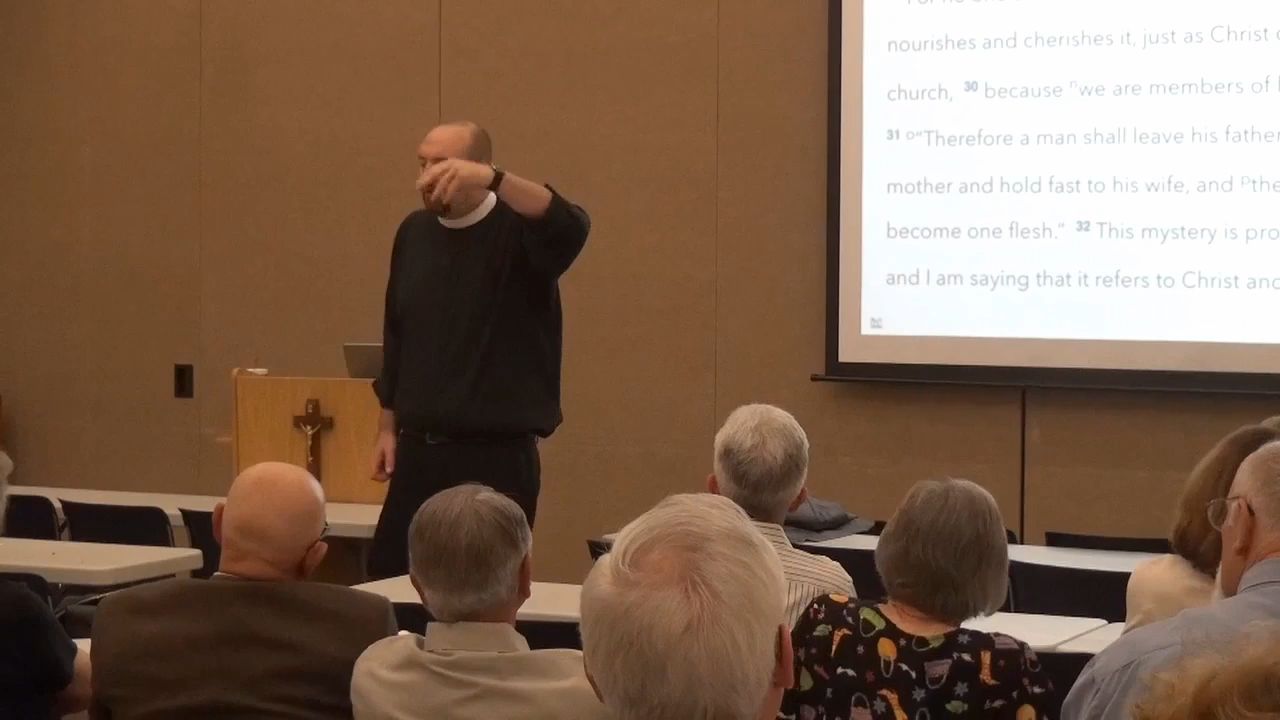 nourishes and cherishes it, just as Christ
church, 30 because nwe are members of
31 o"Therefore a man shall leave his father
mother and hold fast to his wife, and pthe
become one flesh." 32 This mystery is pro
and I am saying that it refers to Christ and